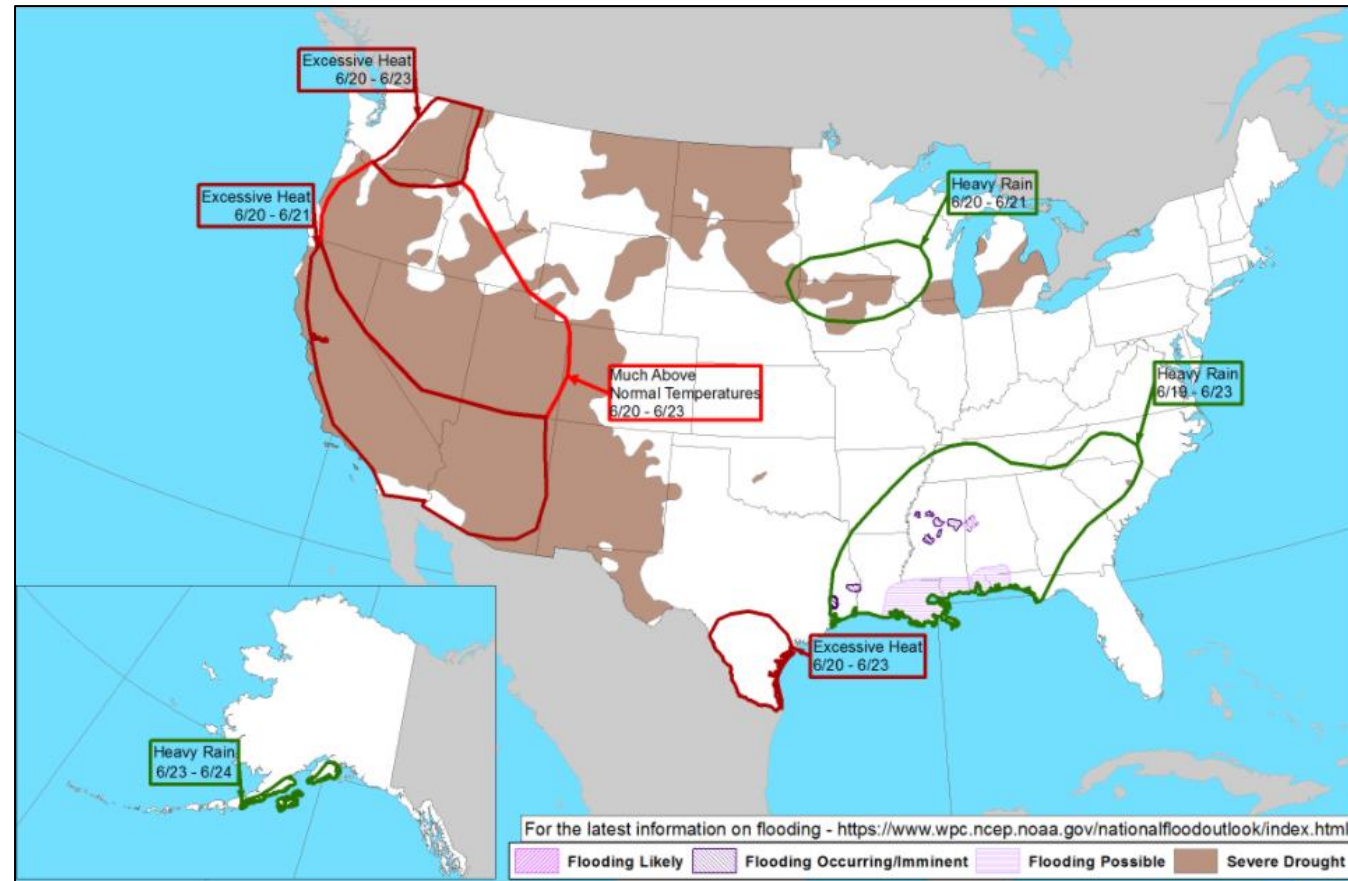 Excessive Heat
6/20 - 6/23
Excessive Heat
6/20 - 6/21
Heavy Rain
6/20 - 6/21
Much Above
Normal Temperatures
6/20 - 6/23
Heavy Rain
6/19 - 6/23
Excessive Heat
6/20 - 6/23
Heavy Rain
6/23 - 6/24
For the latest information on flooding - https://www.wpc.ncep.noaa.gov/nationalfloodoutlook/index.html
Flooding Likely Flooding Occurring/Imminent Flooding Possible Severe Drought